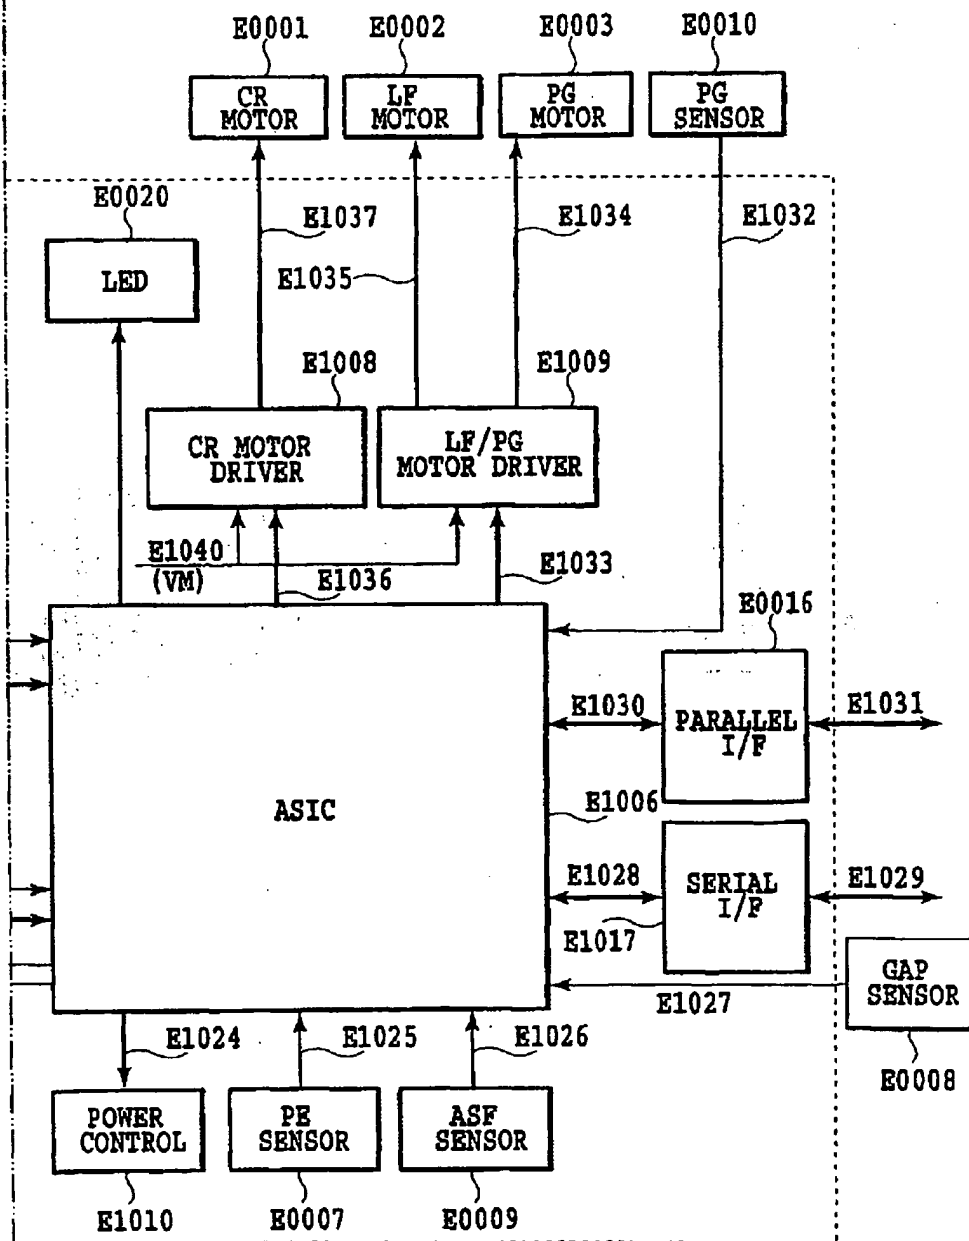 E0001
E0002
E0003
E0010
CR
MOTOR
LF
MOTOR
PG
MOTOR
PG
SENSOR
E0020
E1037
E1034
E1032
LED
E1035
E1008
E1009
CR MOTOR
DRIVER
LF/PG
MOTOR DRIVER
E1040
(VM)
E1036
E1033
E0016
E1030
PARALLEL
I/F
E1031
ASIC
E1006
E1028
SERIAL
I/F
E1029
E1017
E1027
GAP
SENSOR
E1024
E1025
E1026
E0008
POWER
CONTROL
PE
SENSOR
ASF
SENSOR
E1010
E0007
E0009